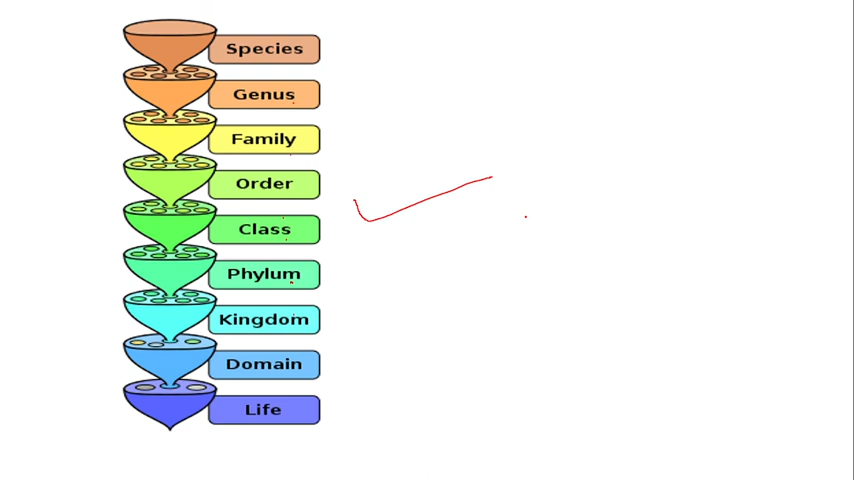 Species
Genus
Family
Order
Class
Phylum
Kingdom
Domain
Life